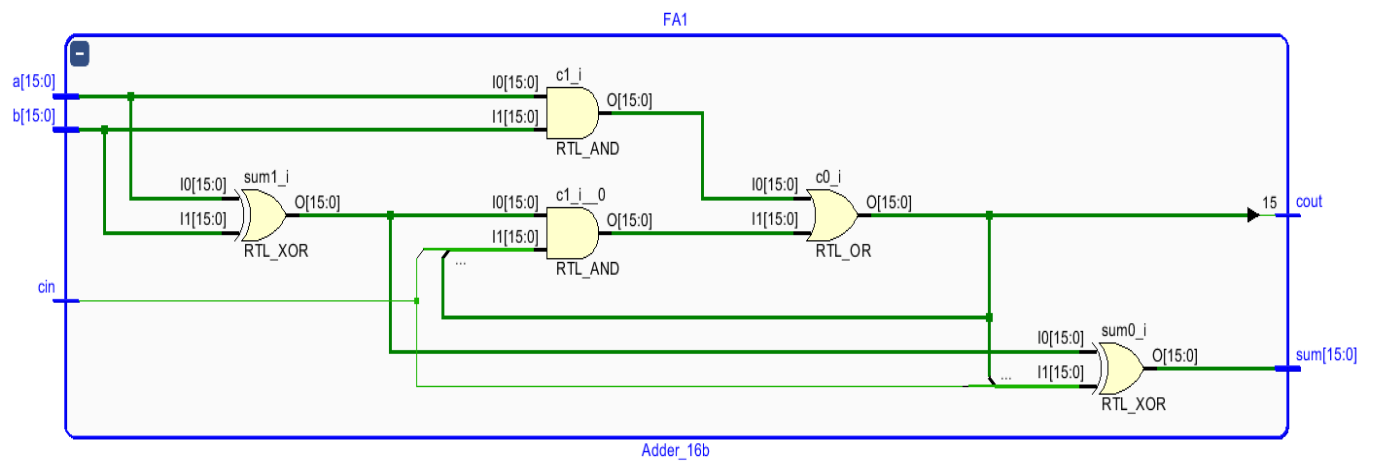 FA1
-
a[15:0]
b[15:0]
cin
I0[15:0]
c1_i
O[15:0]
I1[15:0]
RTL_AND
I0[15:0]
sum1_i
O[15:0]
I1[15:0]
RTL_XOR
I0[15:0]
c1_i__0
O[15:0]
I1[15:0]
...
RTL_AND
I0[15:0]
c0_i
O[15:0]
I1[15:0]
RTL_OR
15
cout
I0[15:0]
sum0_i
O[15:0]
...
I1[15:0]
RTL_XOR
sum[15:0]
Adder_16b